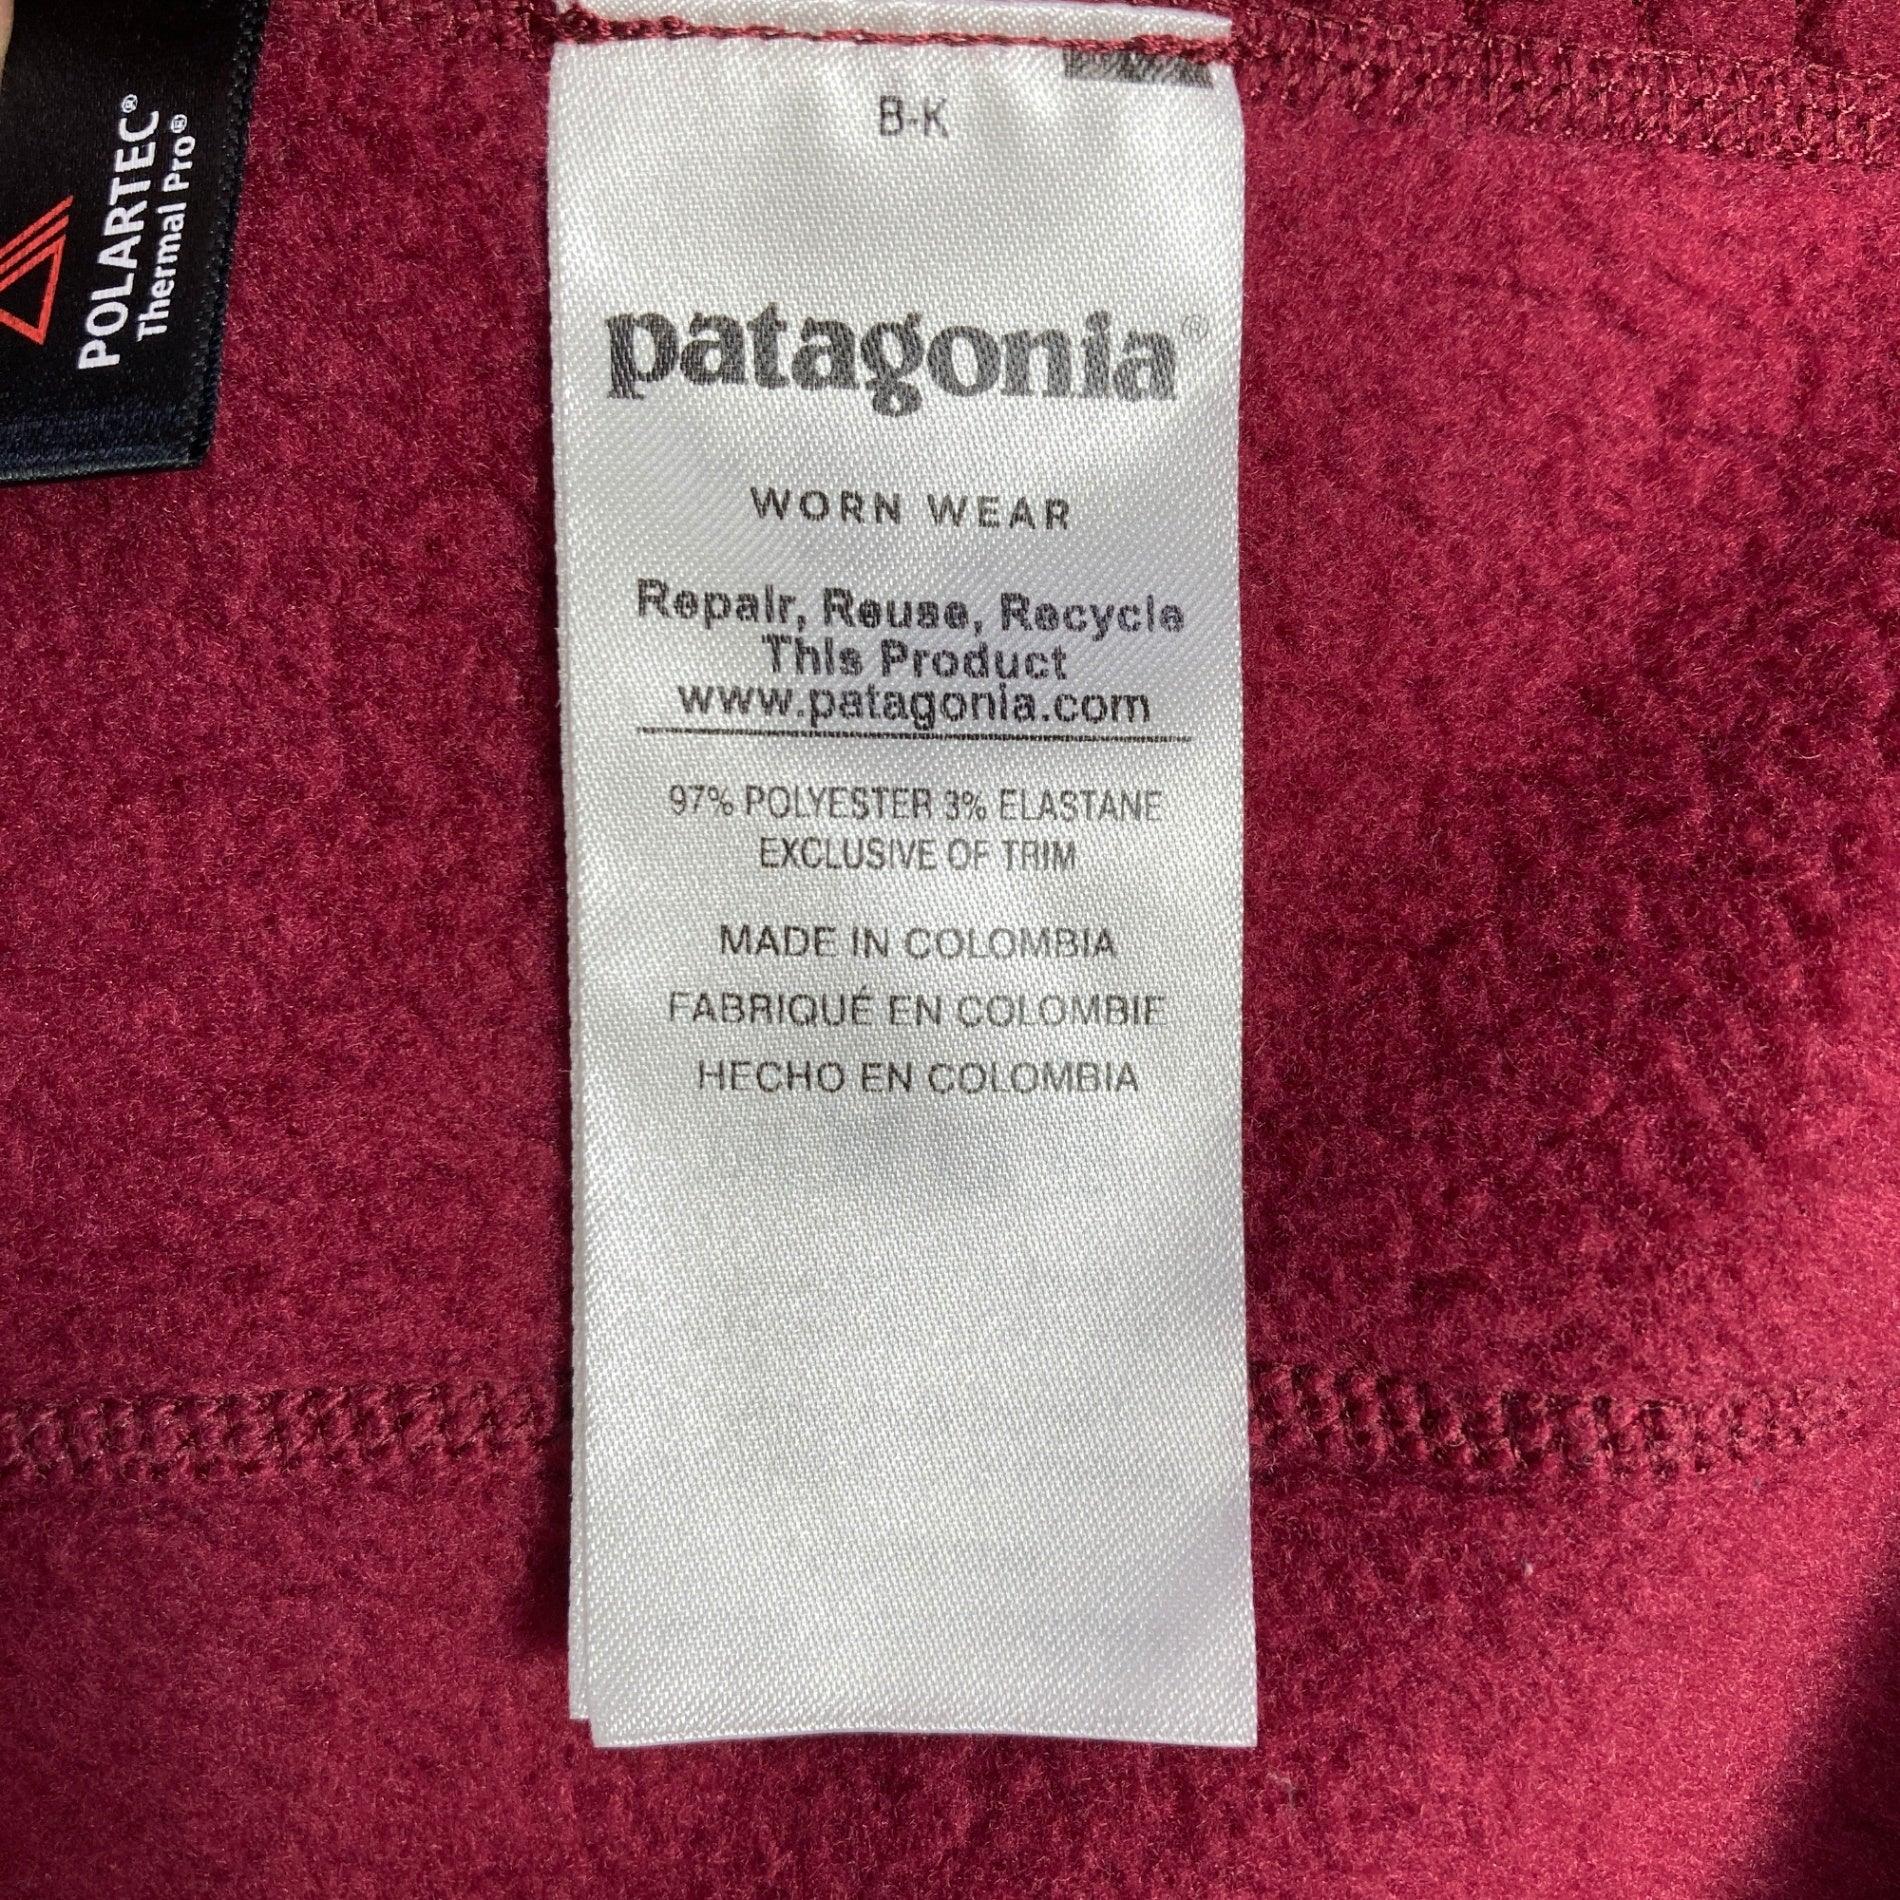 POLARTEC®
Thermal Pro®
B-K
patagonia®
WORN WEAR
Repair, Reuse, Recycle
This Product
www.patagonia.com
97% POLYESTER 3% ELASTANE
EXCLUSIVE OF TRIM
MADE IN COLOMBIA
FABRIQUÉ EN COLOMBIE
HECHO EN COLOMBIA